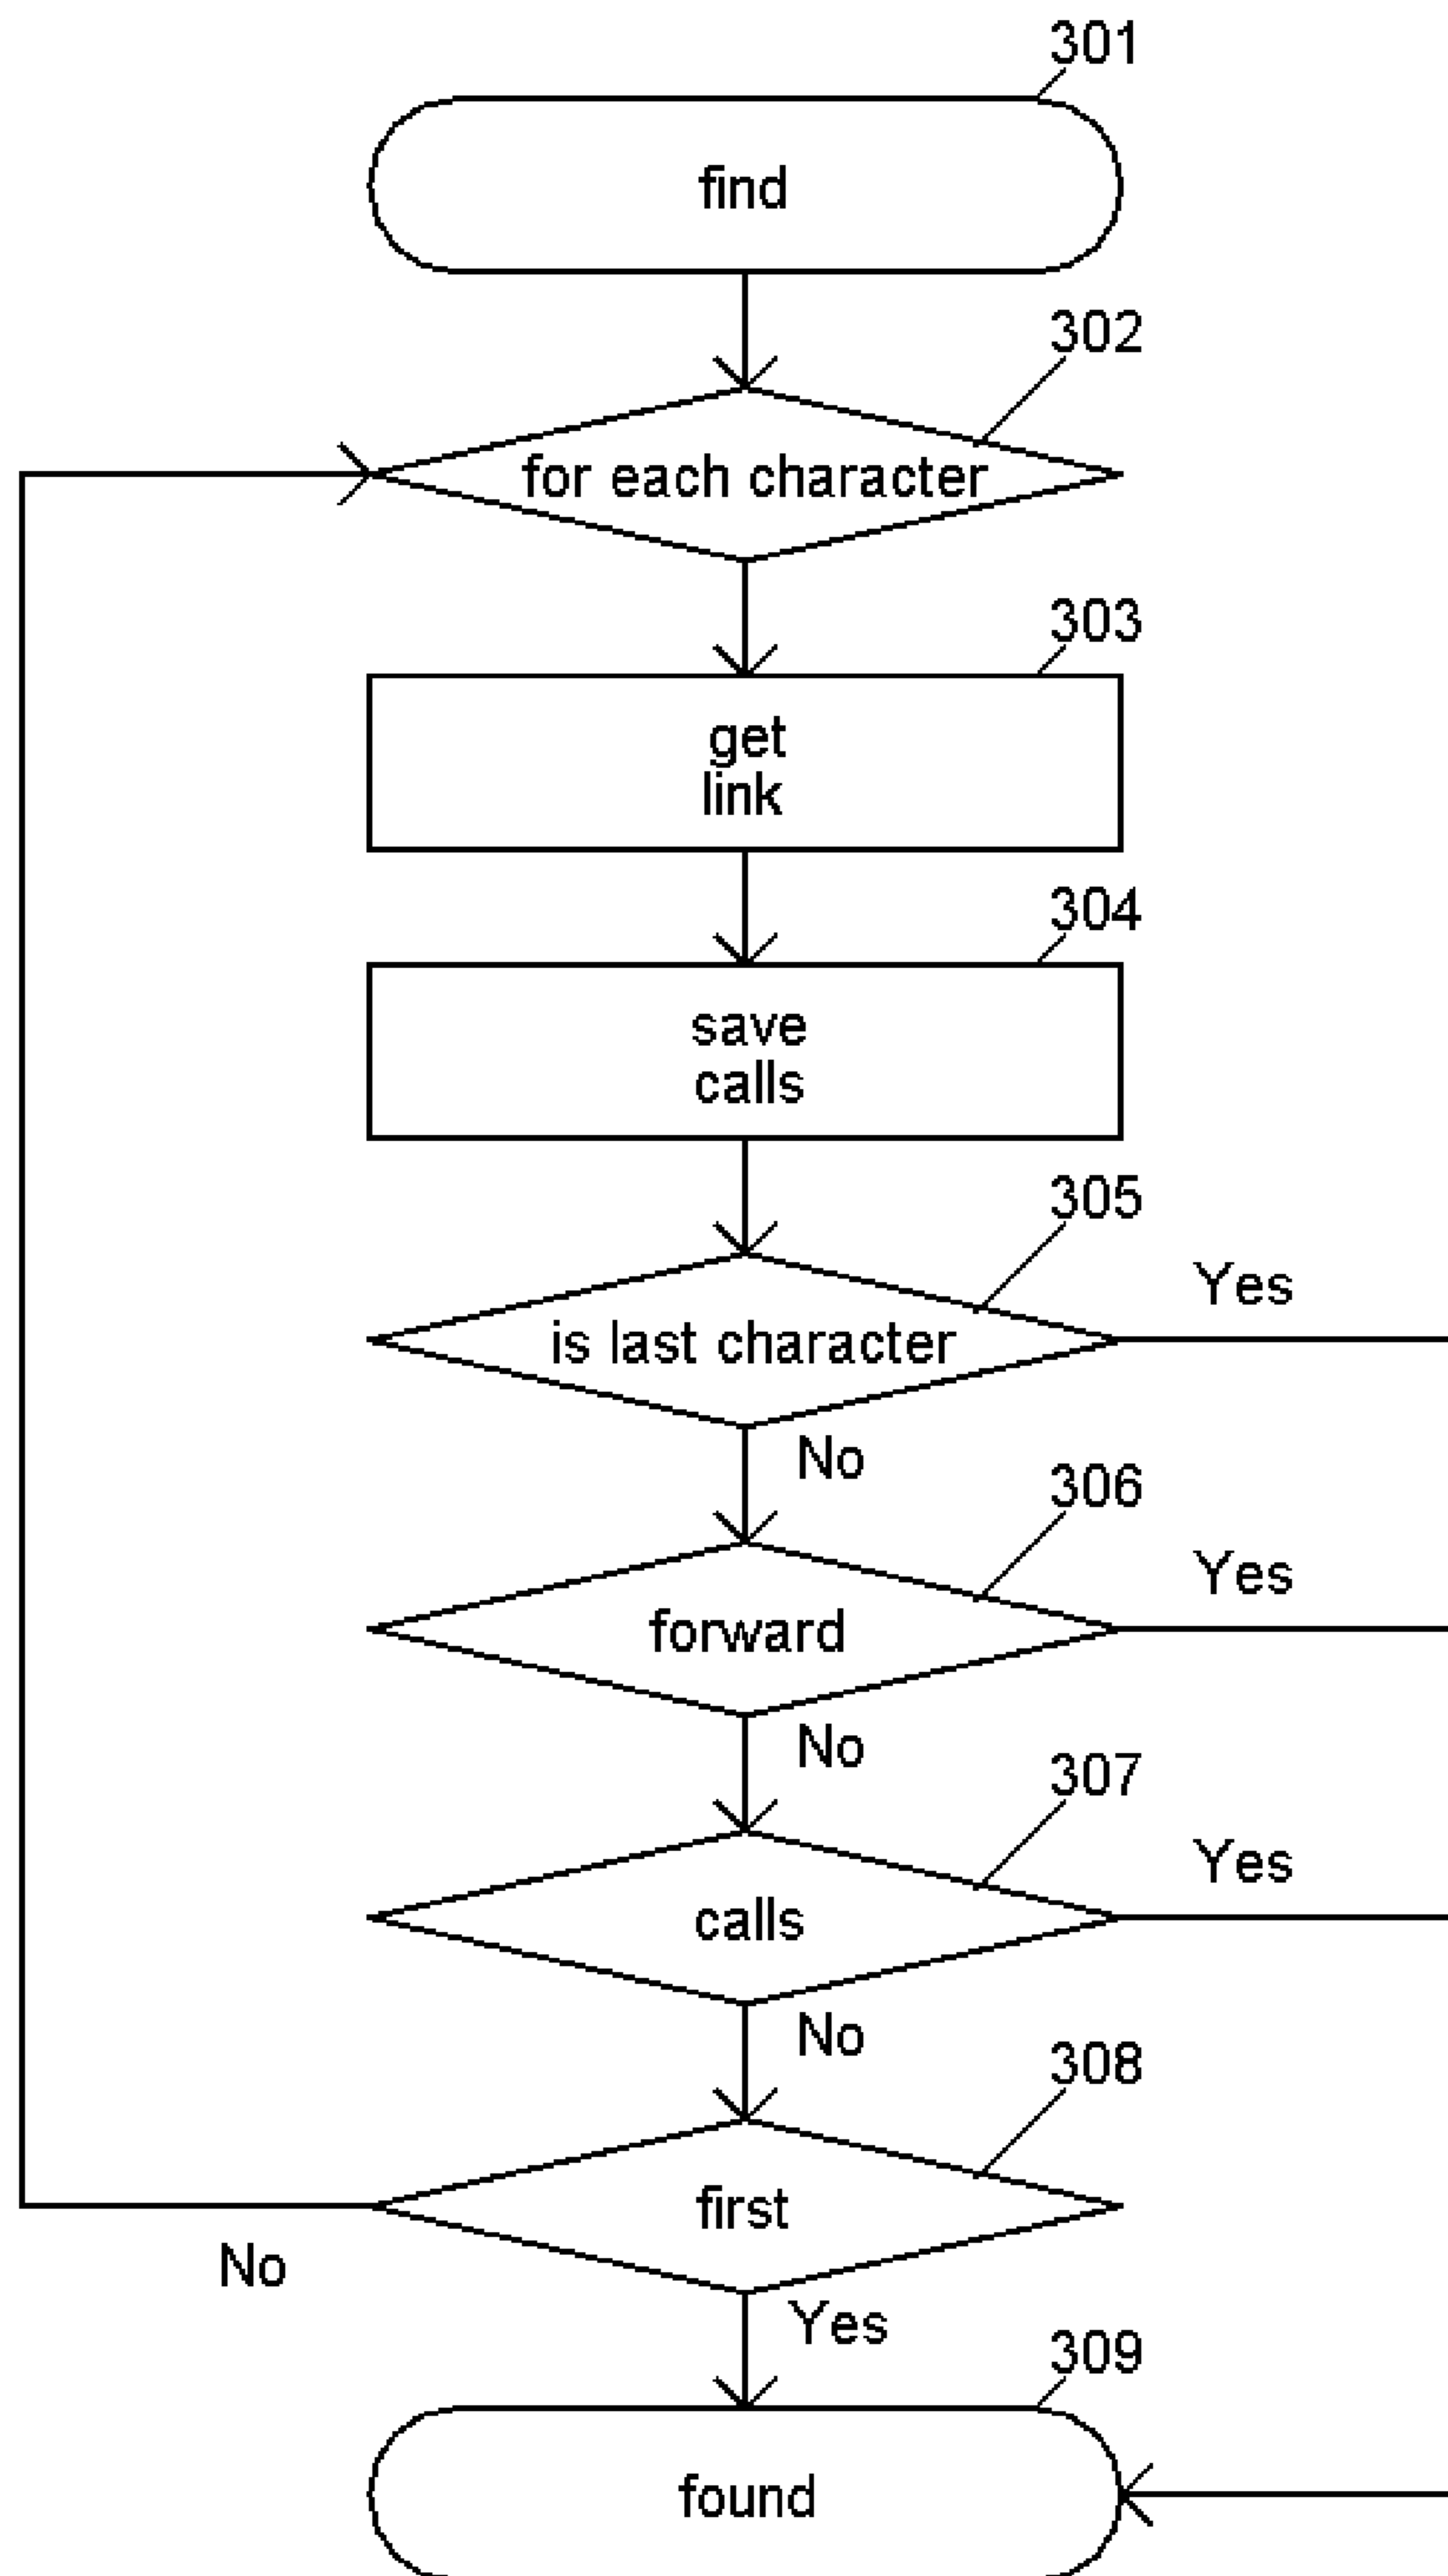 301
find
302
for each character
303
get
link
304
save
calls
305
Yes
is last character
No
306
Yes
forward
No
307
Yes
calls
No
308
first
No
Yes
309
found